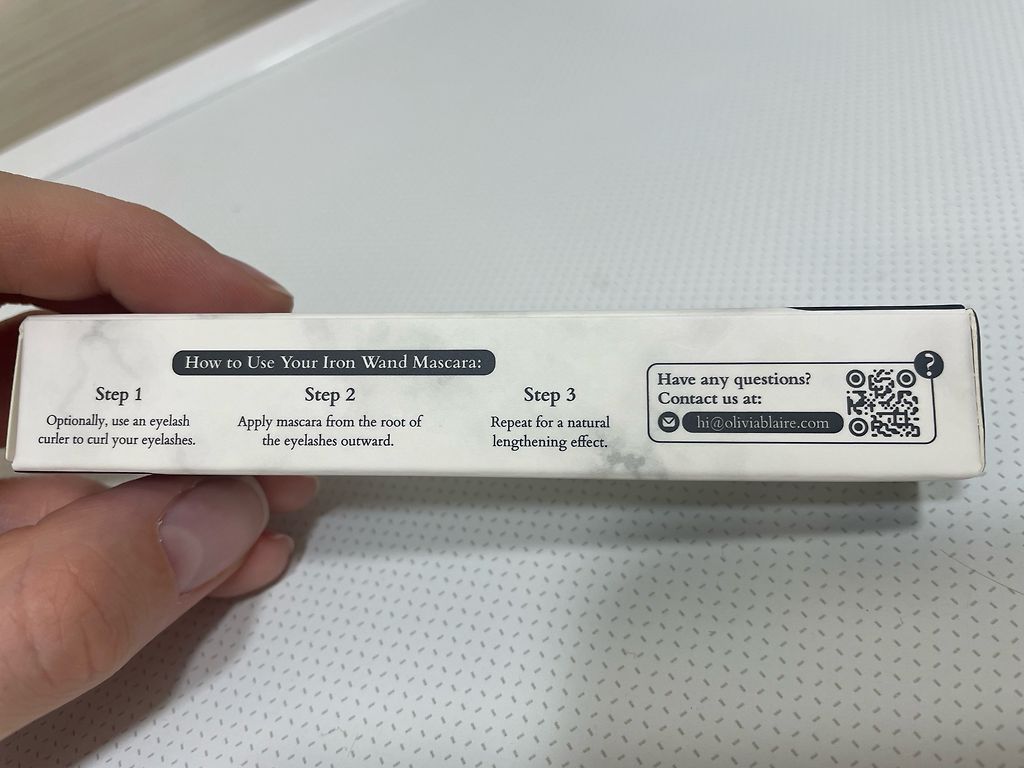 How to Use Your Iron Wand Mascara:
Step 1
Optionally, use an eyelash
curler to curl your eyelashes.
Step 2
Apply mascara from the root of
the eyelashes outward.
Step 3
Repeat for a natural
lengthening effect.
?
Have any questions?
Contact us at:
hi@oliviablaire.com